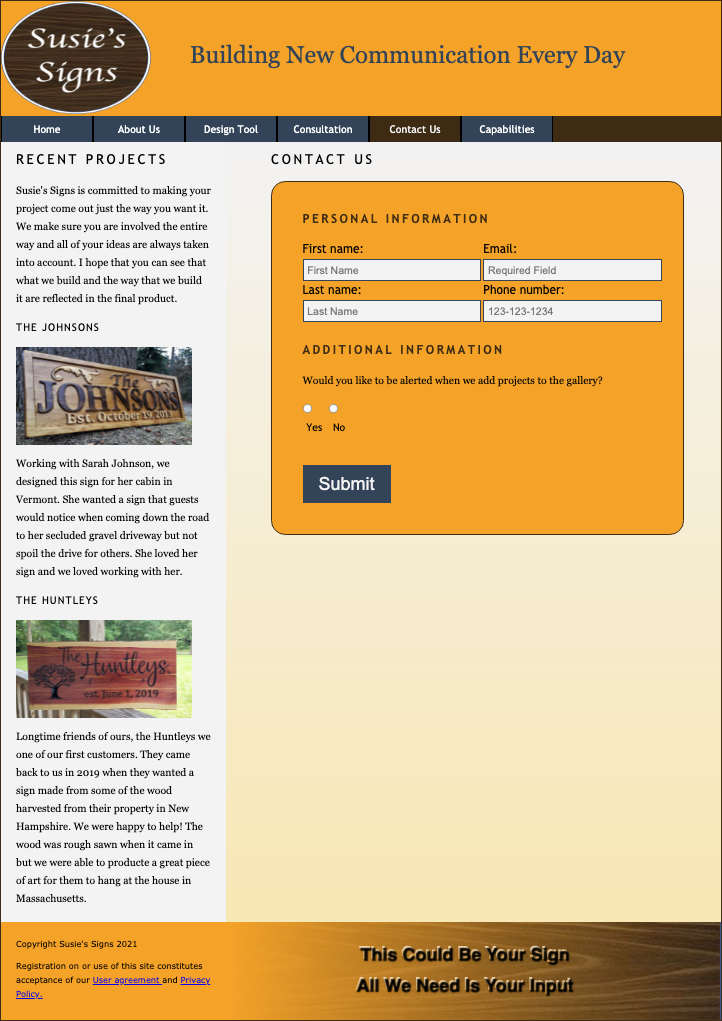 Susie's
Signs
Building New Communication Every Day
Home
About Us
Design Tool
Consultation
Contact Us
Capabilities
RECENT PROJECTS
Susie's Signs is committed to making your
project come out just the way you want it.
We make sure you are involved the entire
way and all of your ideas are always taken
into account. I hope that you can see that
what we build and the way that we build
it are reflected in the final product.
THE JOHNSONS
The
JOHNSONS
Est. October 19 2013
Working with Sarah Johnson, we
designed this sign for her cabin in
Vermont. She wanted a sign that guests
would notice when coming down the road
to her secluded gravel driveway but not
spoil the drive for others. She loved her
sign and we loved working with her.
THE HUNTLEYS
The Huntleys
est. June 1, 2019
Longtime friends of ours, the Huntleys we
one of our first customers. They came
back to us in 2019 when they wanted a
sign made from some of the wood
harvested from their property in New
Hampshire. We were happy to help! The
wood was rough sawn when it came in
but we were able to producte a great piece
of art for them to hang at the house in
Massachusetts.
CONTACT US
PERSONAL INFORMATION
First name:
Email:
First Name
Required Field
Last name:
Phone number:
Last Name
123-123-1234
ADDITIONAL INFORMATION
Would you like to be alerted when we add projects to the gallery?
Yes
No
Submit
Copyright Susie's Signs 2021
Registration on or use of this site constitutes
acceptance of our User agreement and Privacy
Policy.
This Could Be Your Sign
All We Need Is Your Input